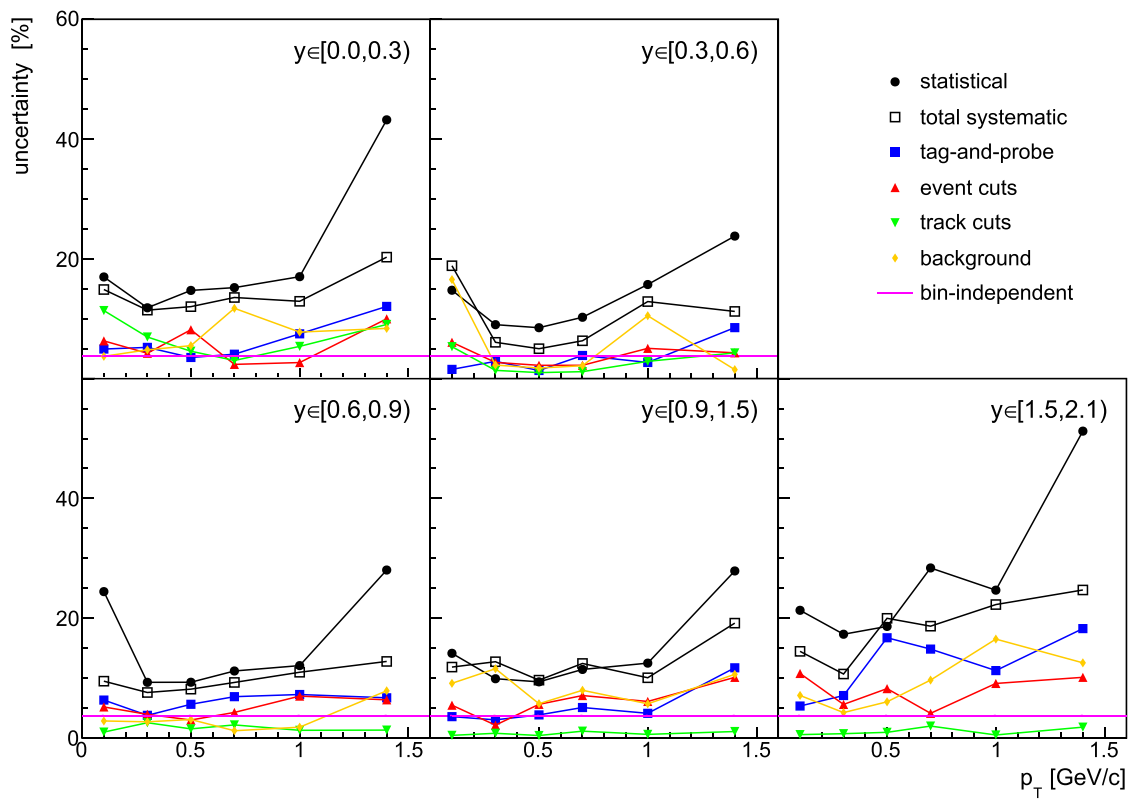 60
40
20
uncertainty [%]
y∈[0.0,0.3)
y∈[0.3,0.6)
statistical
total systematic
tag-and-probe
event cuts
track cuts
background
bin-independent
y∈[0.6,0.9)
y∈[0.9,1.5)
y∈[1.5,2.1)
40
20
0
0 0.5 1 1.5 0.5 1 1.5 0.5 1 1.5
p_T [GeV/c]